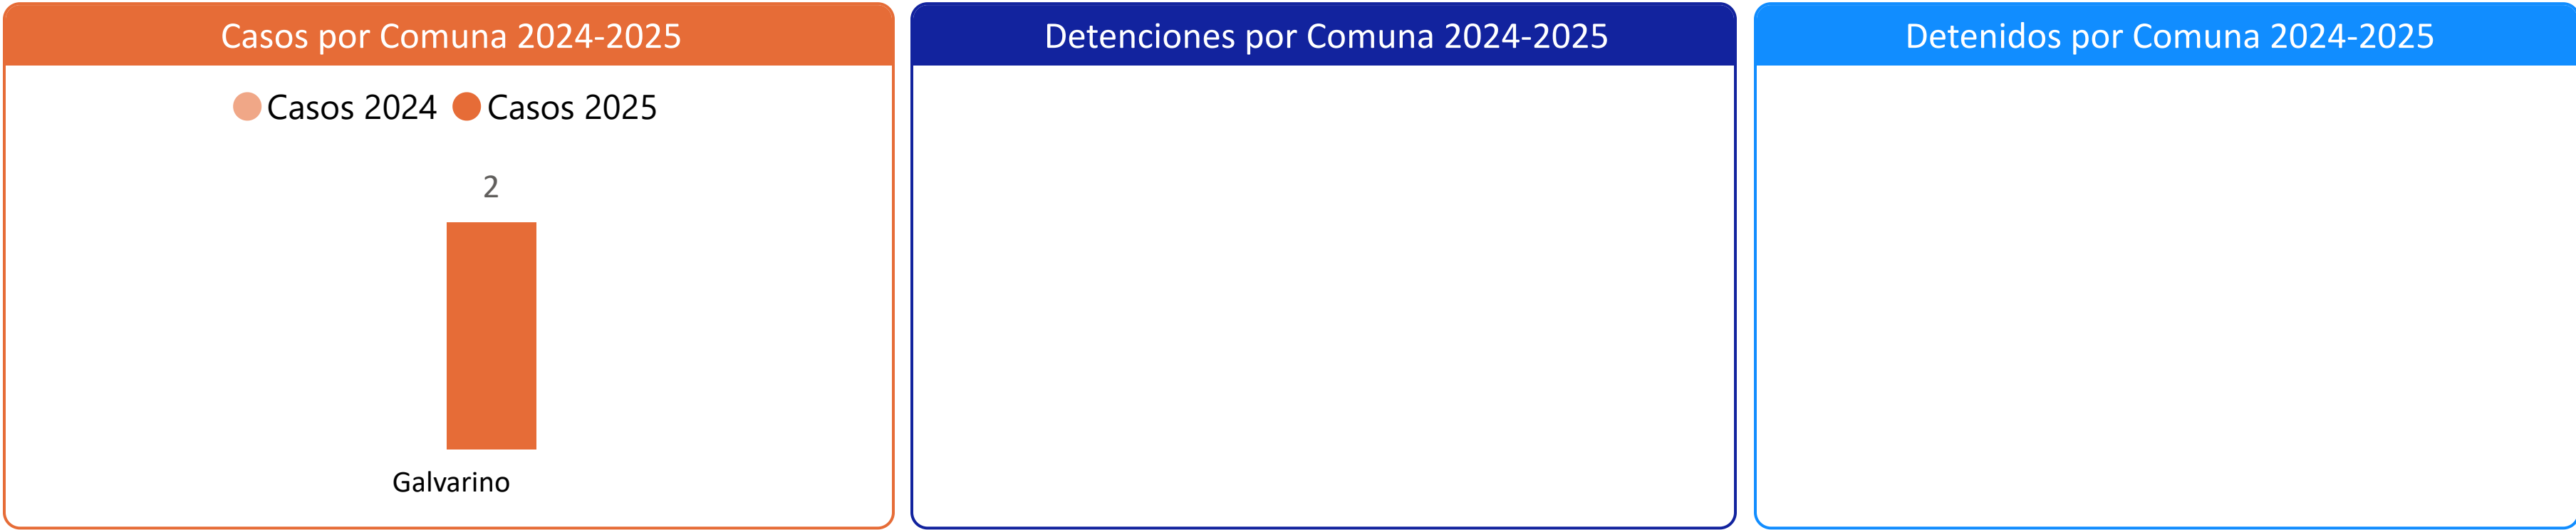 Casos por Comuna 2024-2025
Casos 2024 Casos 2025
2
Galvarino
Detenciones por Comuna 2024-2025
Detenidos por Comuna 2024-2025